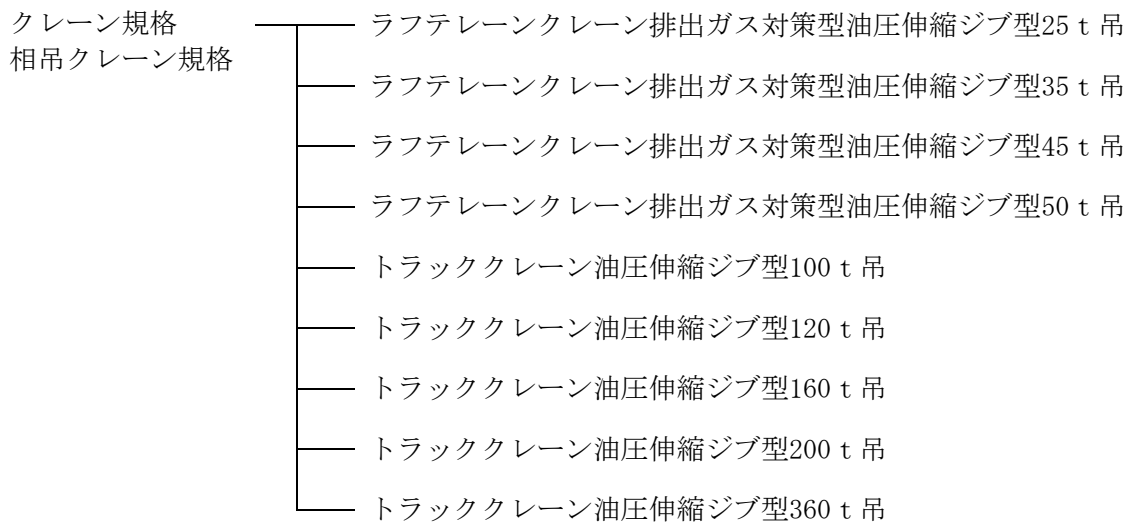 クレーン規格
相吊クレーン規格
ラフテレーンクレーン排出ガス対策型油圧伸縮ジブ型25ｔ吊
ラフテレーンクレーン排出ガス対策型油圧伸縮ジブ型35ｔ吊
ラフテレーンクレーン排出ガス対策型油圧伸縮ジブ型45ｔ吊
ラフテレーンクレーン排出ガス対策型油圧伸縮ジブ型50ｔ吊
トラッククレーン油圧伸縮ジブ型100ｔ吊
トラッククレーン油圧伸縮ジブ型120ｔ吊
トラッククレーン油圧伸縮ジブ型160ｔ吊
トラッククレーン油圧伸縮ジブ型200ｔ吊
トラッククレーン油圧伸縮ジブ型360ｔ吊